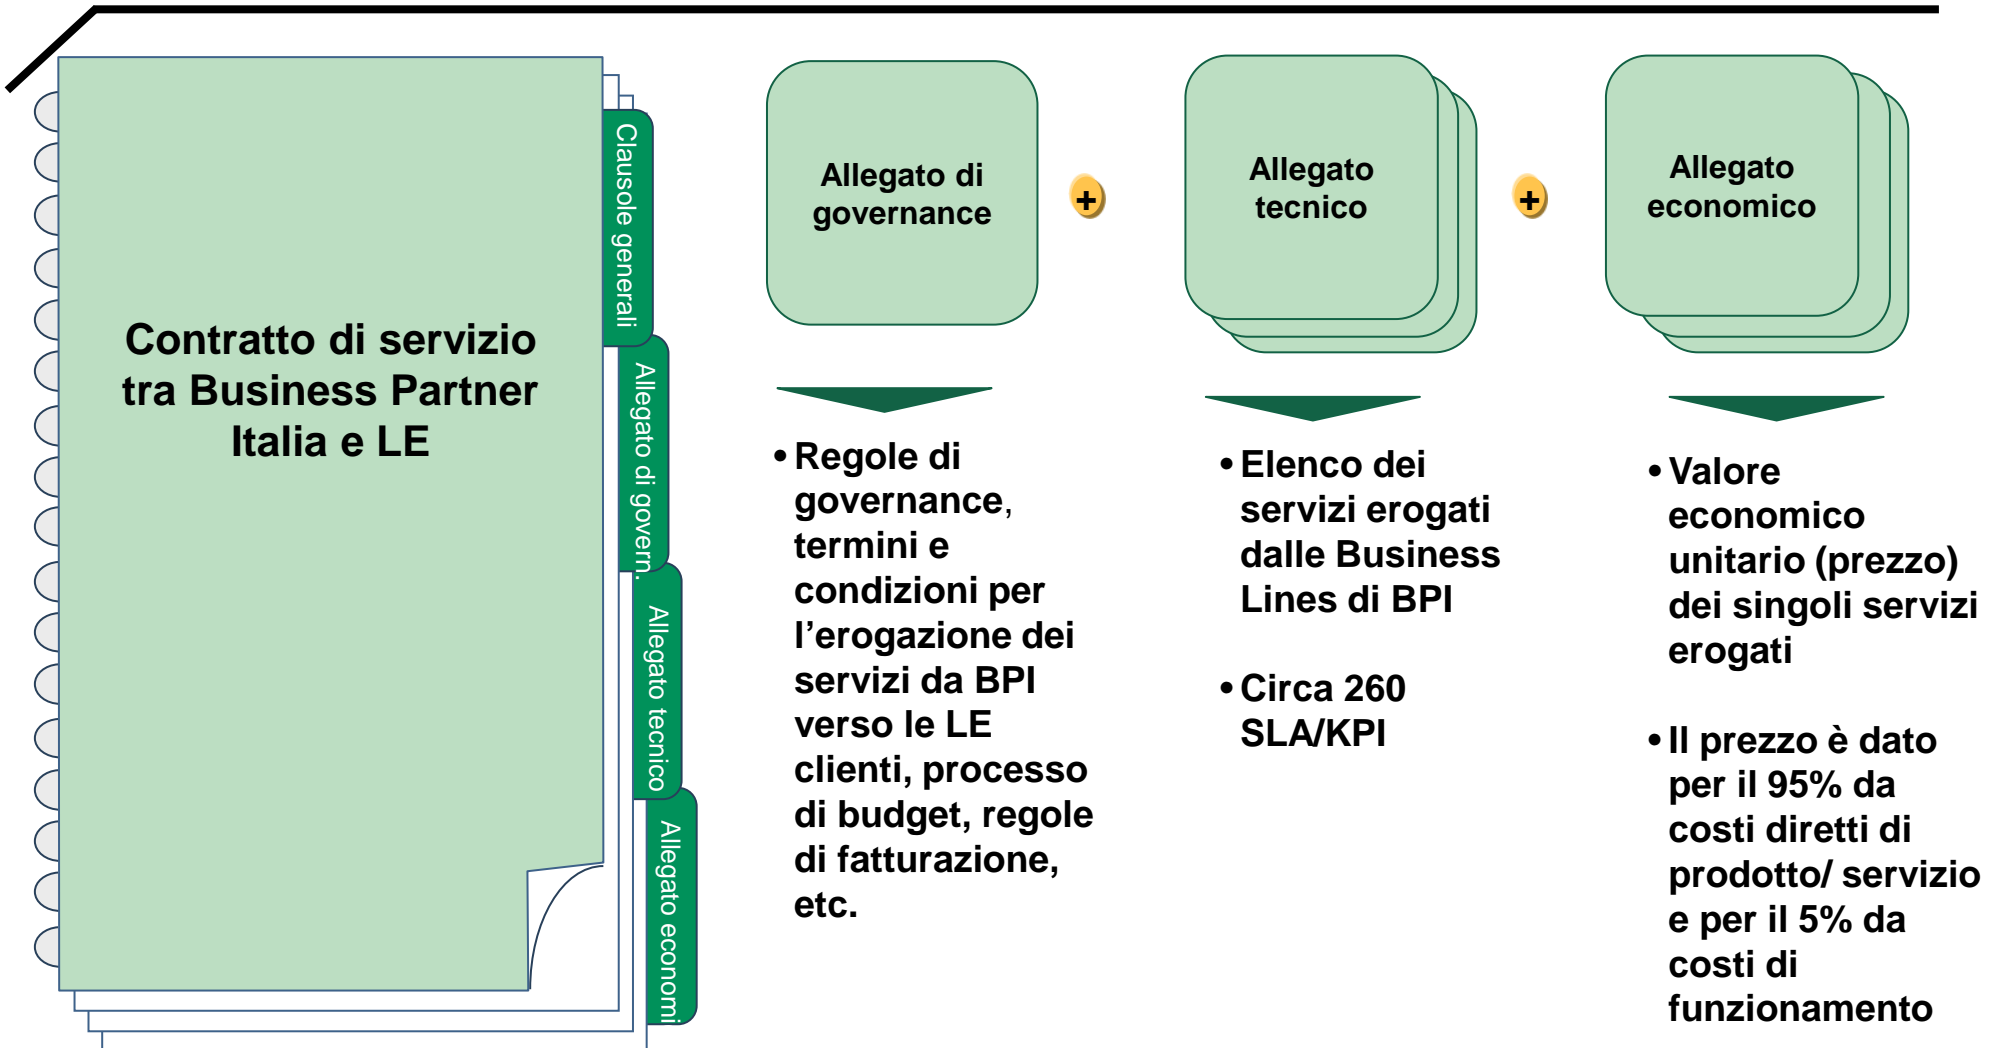 Contratto di servizio
tra Business Partner
Italia e LE
Clausole generali
Allegato di govern.
Allegato tecnico
Allegato economi
Allegato di
governance
+
Allegato
tecnico
+
Allegato
economico
•Regole di
governance,
termini e
condizioni per
l’erogazione dei
servizi da BPI
verso le LE
clienti, processo
di budget, regole
di fatturazione,
etc.
•Elenco dei
servizi erogati
dalle Business
Lines di BPI
•Circa 260
SLA/KPI
•Valore
economico
unitario (prezzo)
dei singoli servizi
erogati
•Il prezzo è dato
per il 95% da
costi diretti di
prodotto/ servizio
e per il 5% da
costi di
funzionamento